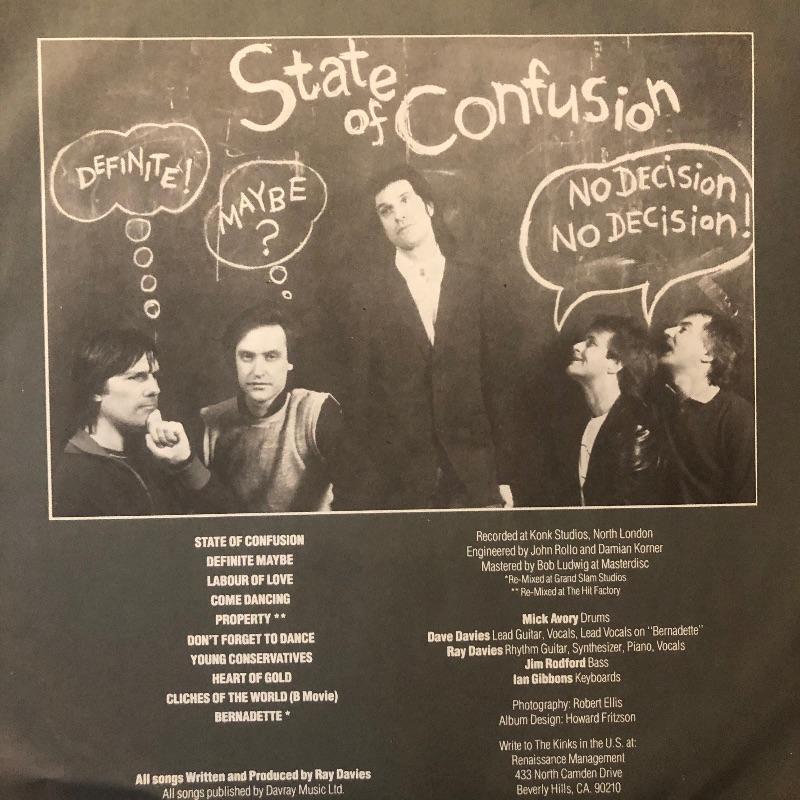 State
of Confusion
DEFINITE!
MAYBE
?
NO DECISION
NO DECISION!
STATE OF CONFUSION
DEFINITE MAYBE
LABOUR OF LOVE
COME DANCING
PROPERTY **
DON'T FORGET TO DANCE
YOUNG CONSERVATIVES
HEART OF GOLD
CLICHES OF THE WORLD (B Movie)
BERNADETTE *
All songs Written and Produced by Ray Davies
All songs published by Davray Music Ltd.
Recorded at Konk Studios, North London
Engineered by John Rollo and Damian Korner
Mastered by Bob Ludwig at Masterdisc
*Re-Mixed at Grand Slam Studios
** Re-Mixed at The Hit Factory
Mick Avory Drums
Dave Davies Lead Guitar, Vocals, Lead Vocals on "Bernadette"
Ray Davies Rhythm Guitar, Synthesizer, Piano, Vocals
Jim Rodford Bass
Ian Gibbons Keyboards
Photography: Robert Ellis
Album Design: Howard Fritzson
Write to The Kinks in the U.S. at:
Renaissance Management
433 North Camden Drive
Beverly Hills, CA. 90210